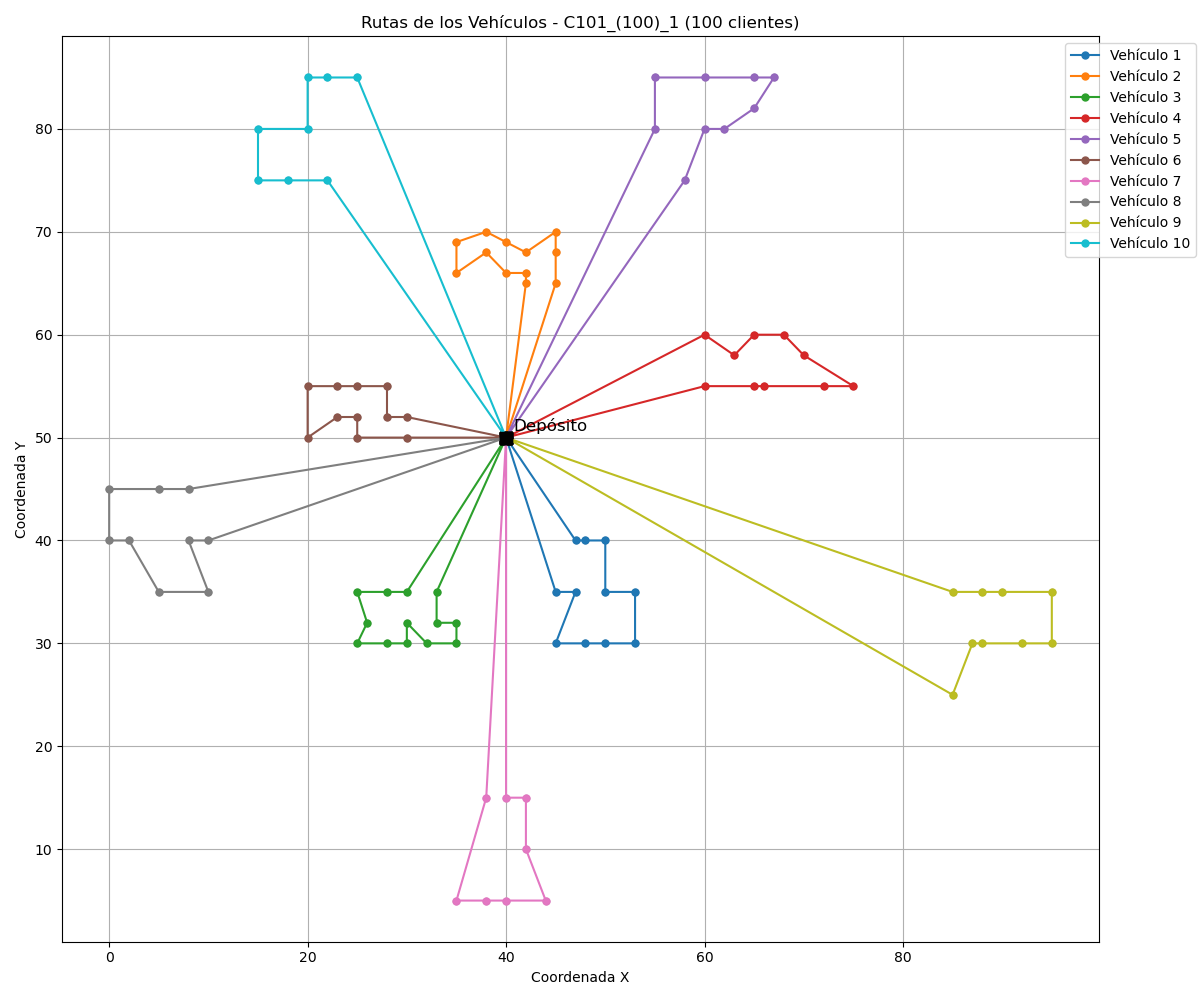 Rutas de los Vehículos - C101_(100)_1 (100 clientes)
Vehículo 1
Vehículo 2
Vehículo 3
Vehículo 4
Vehículo 5
Vehículo 6
Vehículo 7
Vehículo 8
Vehículo 9
Vehículo 10
Coordenada Y
80
70
60
50
40
30
20
10
Depósito
0 20 40 60 80
Coordenada X